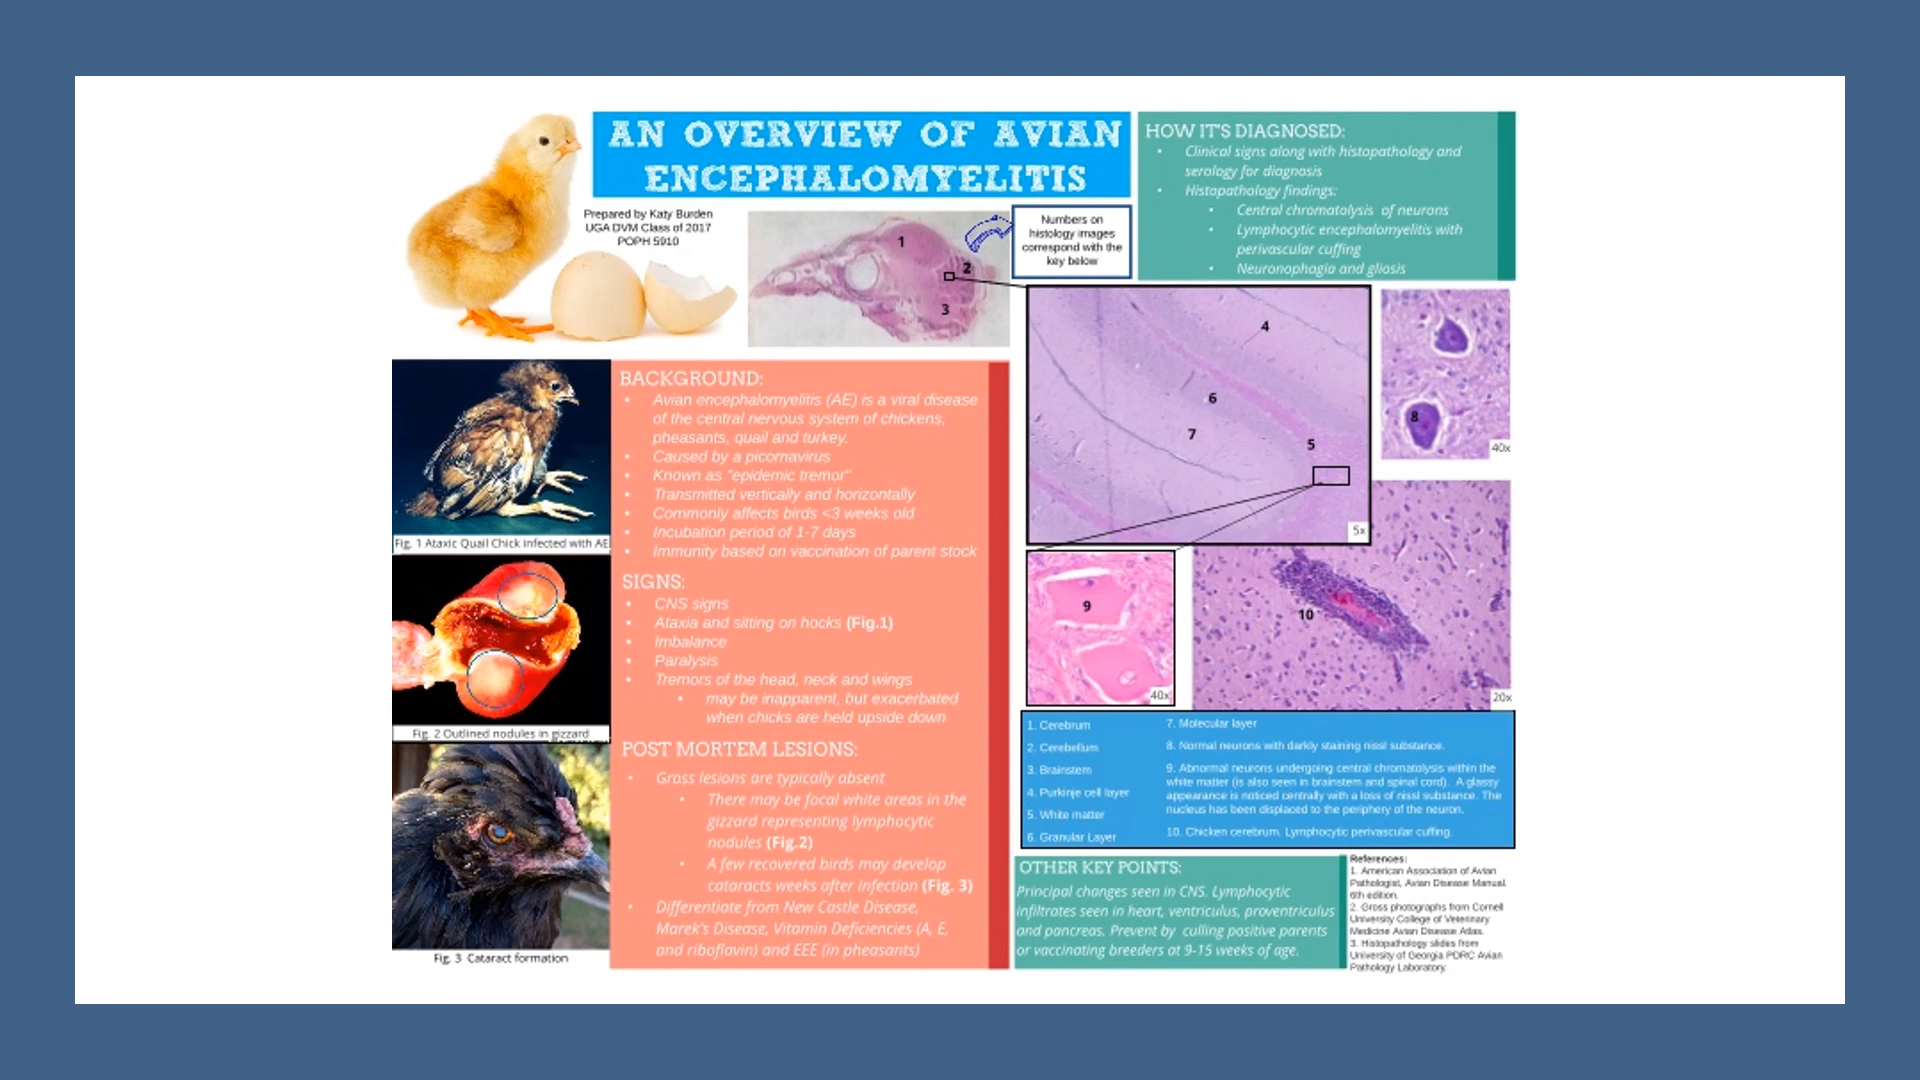 AN OVERVIEW OF AVIAN
ENCEPHALOMYELITIS
Prepared by Katy Burden
UGA DVM Class of 2017
POPH 5910
1
2
3
Numbers on
histology images
correspond with the
key below
HOW IT'S DIAGNOSED:
• Clinical signs along with histopathology and
serology for diagnosis
• Histopathology findings:
• Central chromatolysis of neurons
• Lymphocytic encephalomyelitis with
perivascular cuffing
• Neuronophagia and gliosis
Fig. 1 Ataxic Quail Chick infected with AE
Fig. 2 Outlined nodules in gizzard
Fig. 3 Cataract formation
BACKGROUND:
• Avian encephalomyelitis (AE) is a viral disease
of the central nervous system of chickens,
pheasants, quail and turkey.
• Caused by a picornavirus
• Known as "epidemic tremor"
• Transmitted vertically and horizontally
• Commonly affects birds <3 weeks old
• Incubation period of 1-7 days
• Immunity based on vaccination of parent stock
SIGNS:
• CNS signs
• Ataxia and sitting on hocks (Fig.1)
• Imbalance
• Paralysis
• Tremors of the head, neck and wings
• may be inapparent, but exacerbated
when chicks are held upside down
POST MORTEM LESIONS:
• Gross lesions are typically absent
• There may be focal white areas in the
gizzard representing lymphocytic
nodules (Fig.2)
• A few recovered birds may develop
cataracts weeks after infection (Fig. 3)
• Differentiate from New Castle Disease,
Marek's Disease, Vitamin Deficiencies (A, E,
and riboflavin) and EEE (in pheasants)
4
6
7
5
5x
8
40x
9
40x
10
20x
1. Cerebrum
2. Cerebellum
3. Brainstem
4. Purkinje cell layer
5. White matter
6. Granular Layer
7. Molecular layer
8. Normal neurons with darkly staining nissl substance.
9. Abnormal neurons undergoing central chromatolysis within the
white matter (is also seen in brainstem and spinal cord). A glassy
appearance is noticed centrally with a loss of nissl substance. The
nucleus has been displaced to the periphery of the neuron.
10. Chicken cerebrum. Lymphocytic perivascular cuffing.
OTHER KEY POINTS:
Principal changes seen in CNS. Lymphocytic
infiltrates seen in heart, ventriculus, proventriculus
and pancreas. Prevent by culling positive parents
or vaccinating breeders at 9-15 weeks of age.
References:
1. American Association of Avian
Pathologist, Avian Disease Manual.
6th edition.
2. Gross photographs from Cornell
University College of Veterinary
Medicine Avian Disease Atlas.
3. Histopathology slides from
University of Georgia PDRC Avian
Pathology Laboratory.